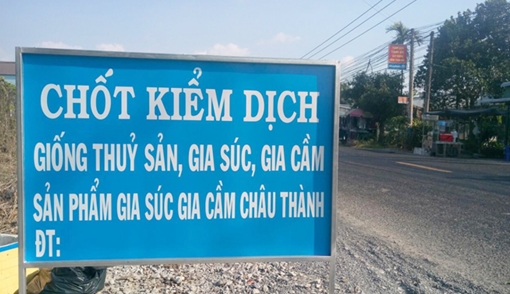 CHỐT KIỂM DỊCH
GIỐNG THUỶ SẢN, GIA SÚC, GIA CẦM
SẢN PHẨM GIA SÚC GIA CẦM CHÂU THÀNH
ĐT: